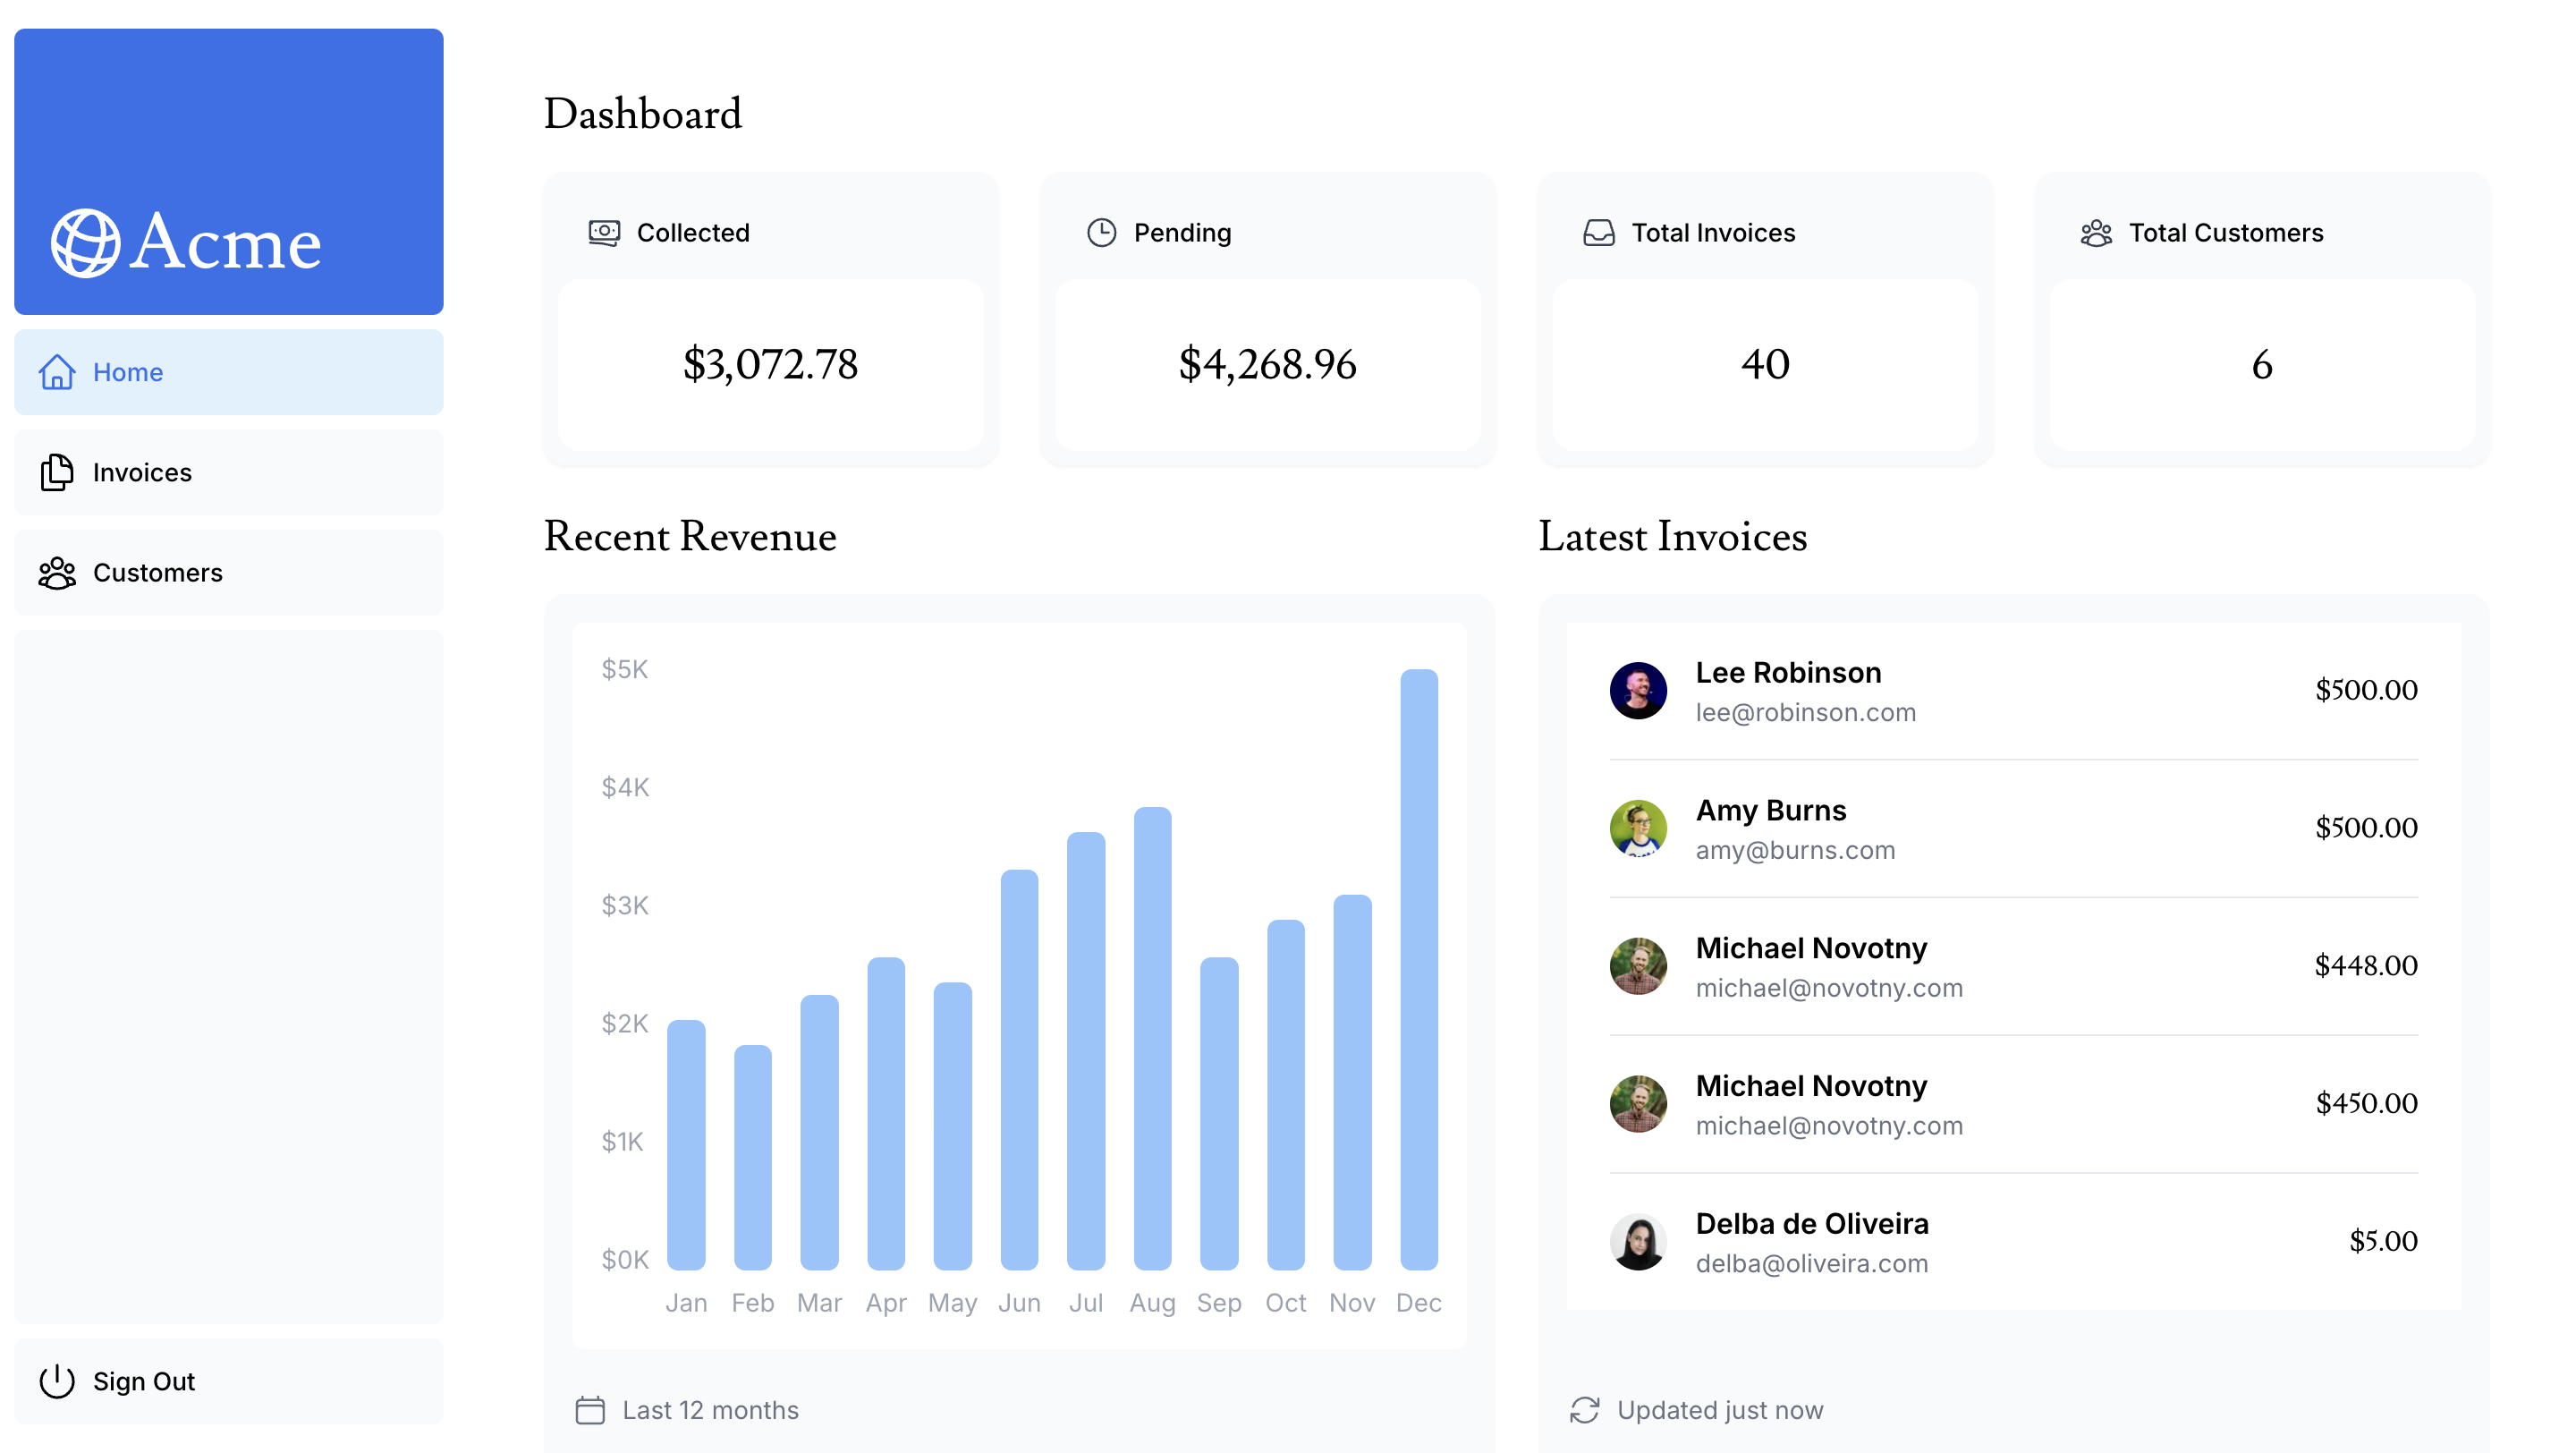 Acme
Home
Invoices
Customers
Sign Out
Dashboard
Collected
$3,072.78
Pending
$4,268.96
Total Invoices
40
Total Customers
6
Recent Revenue
$5K
$4K
$3K
$2K
$1K
$0K
Jan Feb Mar Apr May Jun Jul Aug Sep Oct Nov Dec
Last 12 months
Latest Invoices
Lee Robinson
lee@robinson.com
$500.00
Amy Burns
amy@burns.com
$500.00
Michael Novotny
michael@novotny.com
$448.00
Michael Novotny
michael@novotny.com
$450.00
Delba de Oliveira
delba@oliveira.com
$5.00
Updated just now